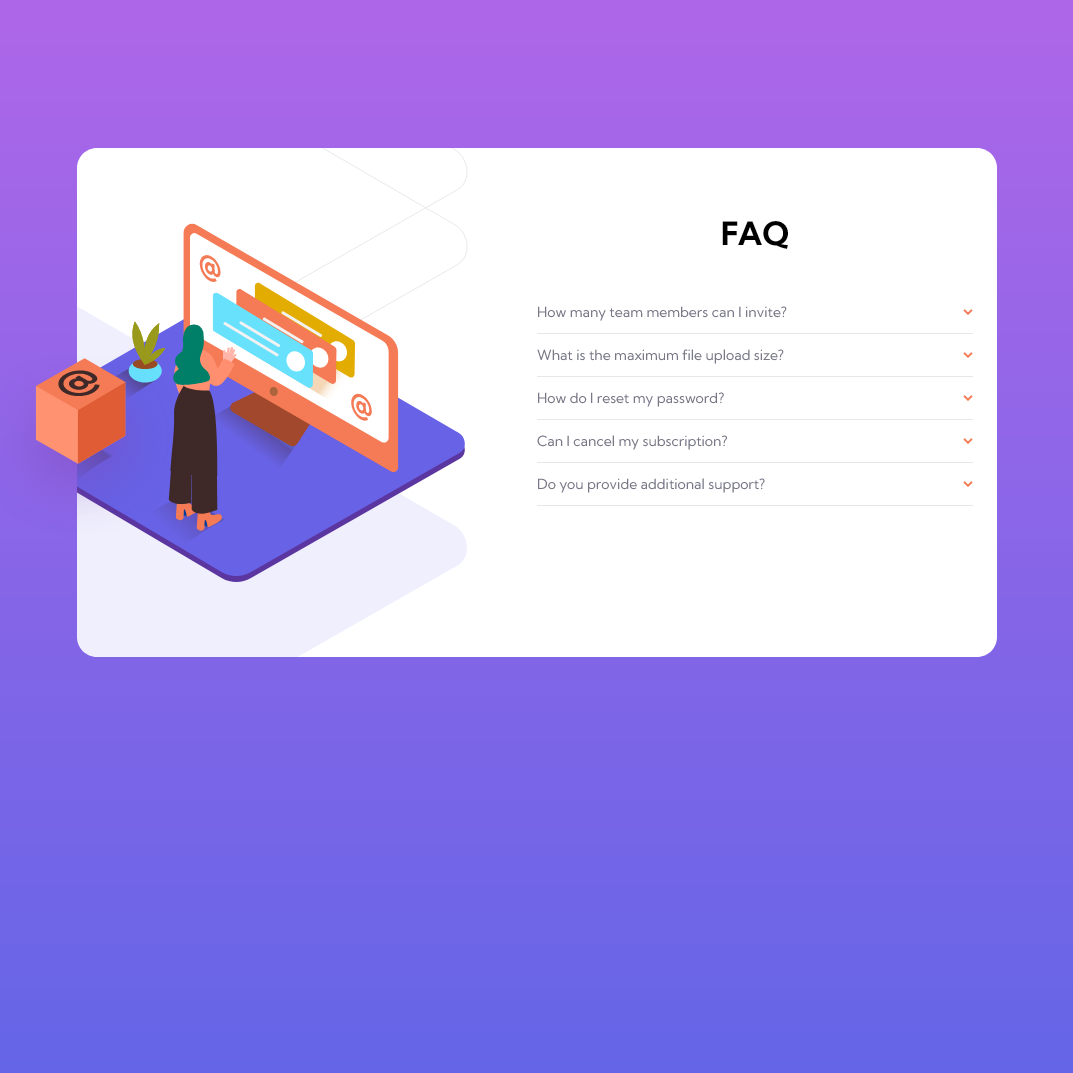 @
@
@
FAQ
How many team members can I invite?
What is the maximum file upload size?
How do I reset my password?
Can I cancel my subscription?
Do you provide additional support?